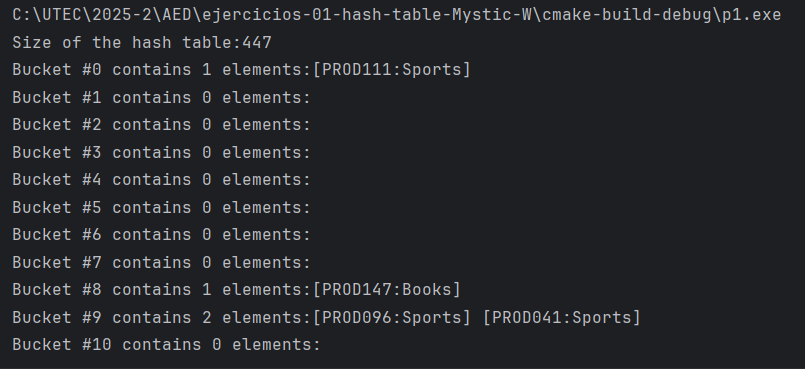 C:\UTEC\2025-2\AED\ejercicios-01-hash-table-Mystic-W\cmake-build-debug\p1.exe
Size of the hash table:447
Bucket #0 contains 1 elements:[PROD111:Sports]
Bucket #1 contains 0 elements:
Bucket #2 contains 0 elements:
Bucket #3 contains 0 elements:
Bucket #4 contains 0 elements:
Bucket #5 contains 0 elements:
Bucket #6 contains 0 elements:
Bucket #7 contains 0 elements:
Bucket #8 contains 1 elements:[PROD147:Books]
Bucket #9 contains 2 elements:[PROD096:Sports] [PROD041:Sports]
Bucket #10 contains 0 elements: